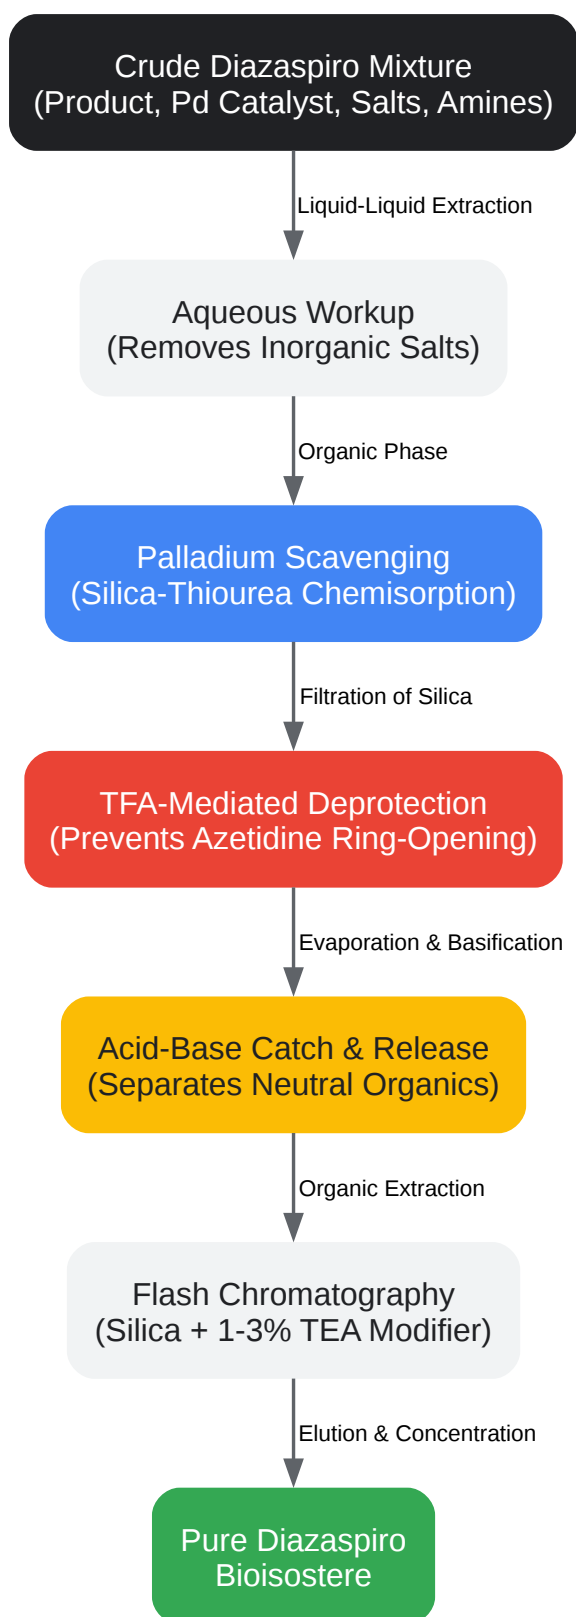 Crude Diazaspiro Mixture
(Product, Pd Catalyst, Salts, Amines)
Liquid-Liquid Extraction
Aqueous Workup
(Removes Inorganic Salts)
Organic Phase
Palladium Scavenging
(Silica-Thiourea Chemisorption)
Filtration of Silica
TFA-Mediated Deprotection
(Prevents Azetidine Ring-Opening)
Evaporation & Basification
Acid-Base Catch & Release
(Separates Neutral Organics)
Organic Extraction
Flash Chromatography
(Silica + 1-3% TEA Modifier)
Elution & Concentration
Pure Diazaspiro
Bioisostere